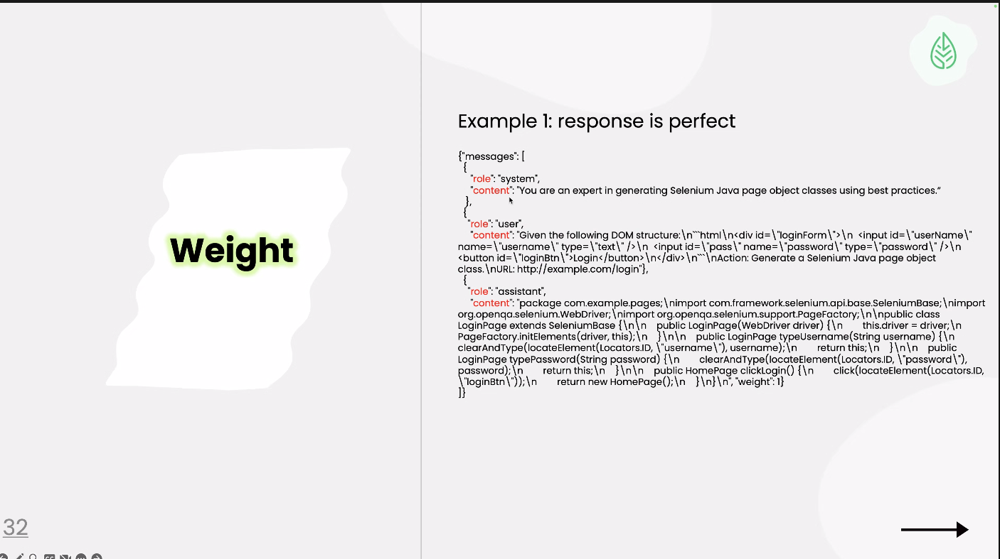 Weight
32
Example 1: response is perfect
{"messages": [
{
"role": "system",
"content": "You are an expert in generating Selenium Java page object classes using best practices.”
},
{
"role": "user",
"content": "Given the following DOM structure:\n```html\n<div id=\"loginForm\">\n <input id=\"userName\"
name=\"username\" type=\"text\" />\n <input id=\"pass\" name=\"password\" type=\"password\" />\n
<button id=\"loginBtn\">Login</button>\n</div>\n```\nAction: Generate a Selenium Java page object
class.\nURL: http://example.com/login"},
{
"role": "assistant",
"content": "package com.example.pages;\nimport com.framework.selenium.api.base.SeleniumBase;\nimport
org.openqa.selenium.WebDriver;\nimport org.openqa.selenium.support.PageFactory;\n\npublic class
LoginPage extends SeleniumBase {\n\n    public LoginPage(WebDriver driver) {\n        this.driver = driver;\n
PageFactory.initElements(driver, this);\n    }\n\n    public LoginPage typeUsername(String username) {\n
clearAndType(locateElement(Locators.ID, \"username\"), username);\n        return this;\n    }\n\n    public
LoginPage typePassword(String password) {\n        clearAndType(locateElement(Locators.ID, \"password\"),
password);\n        return this;\n    }\n\n    public HomePage clickLogin() {\n        click(locateElement(Locators.ID,
\"loginBtn\"));\n        return new HomePage();\n    }\n}\n", "weight": 1}
]}